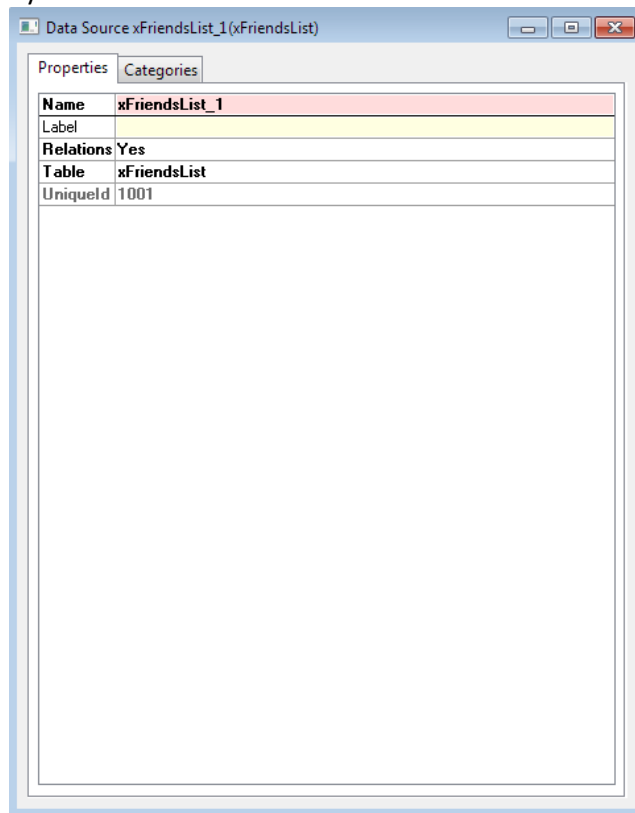 Data Source xFriendsList_1(xFriendsList)
Properties Categories
Name xFriendsList_1
Label
Relations Yes
Table xFriendsList
UniqueId 1001